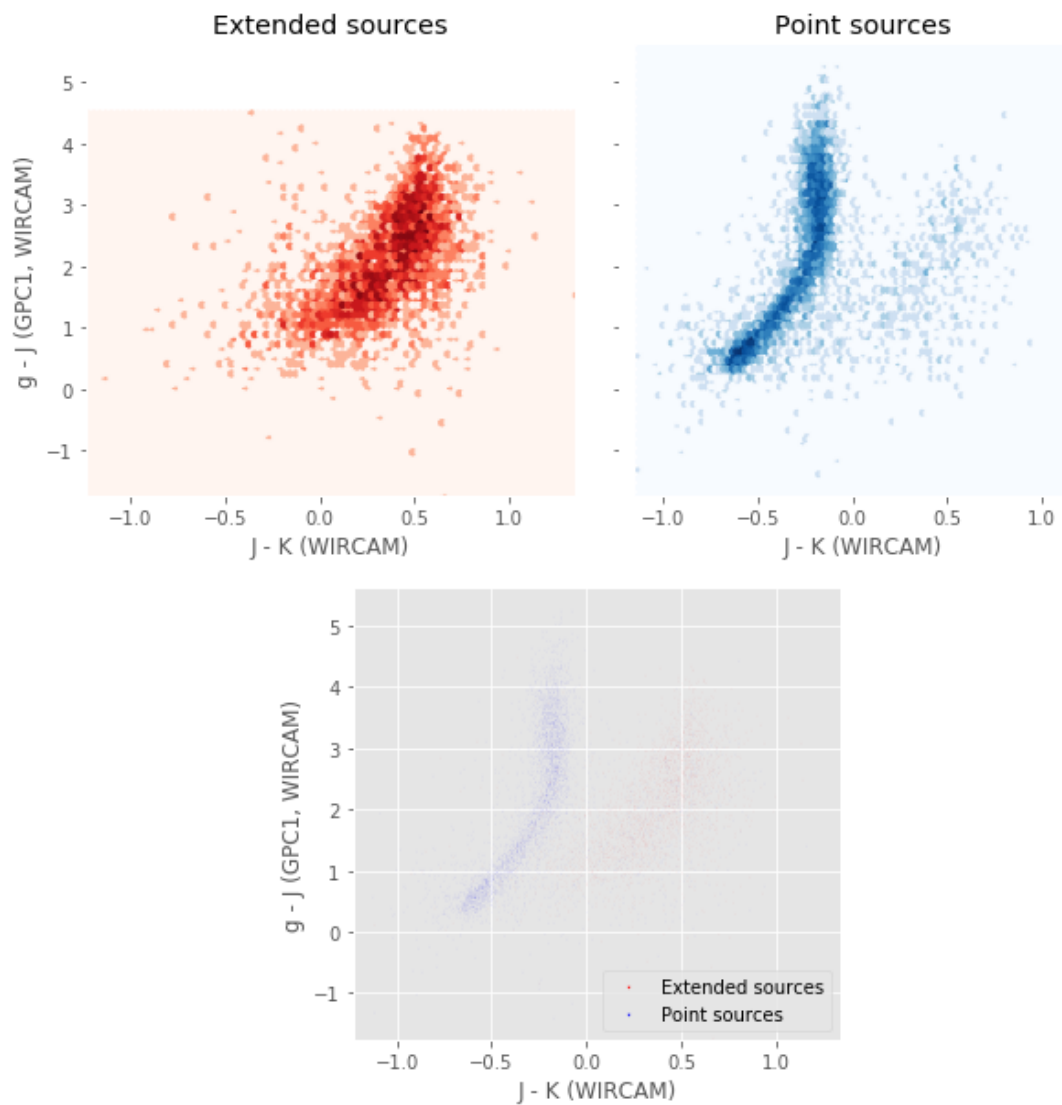 Extended sources
Point sources
5
4
3
2
1
0
−1
g - J (GPC1, WIRCAM)
−1.0 −0.5 0.0 0.5 1.0
J - K (WIRCAM)
−1.0 −0.5 0.0 0.5 1.0
J - K (WIRCAM)
5
4
3
2
1
0
−1
g - J (GPC1, WIRCAM)
Extended sources
Point sources
−1.0 −0.5 0.0 0.5 1.0
J - K (WIRCAM)